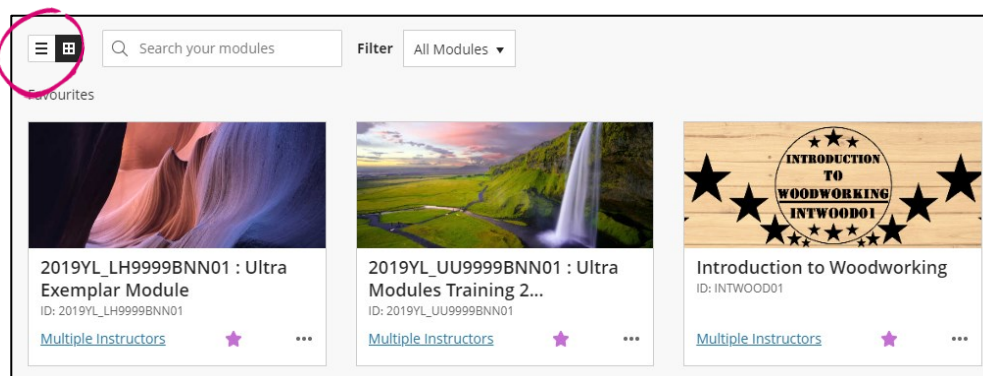 Search your modules
Filter
All Modules
Favourites
INTRODUCTION
TO
WOODWORKING
INTWOOD01
2019YL_LH9999BNN01 : Ultra
Exemplar Module
ID: 2019YL_LH9999BNN01
Multiple Instructors
2019YL_UU9999BNN01 : Ultra
Modules Training 2...
ID: 2019YL_UU9999BNN01
Multiple Instructors
Introduction to Woodworking
ID: INTWOOD01
Multiple Instructors